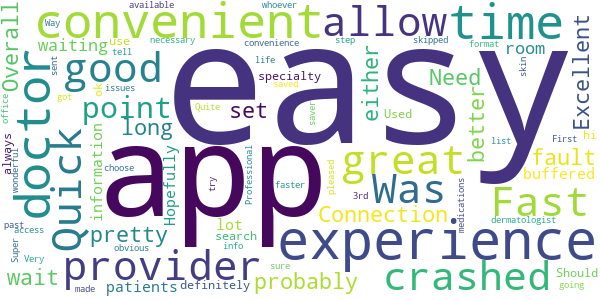 convenient
allow
time
easy
app
doctor
Quick
good
point
long
set
specialty
either
Need
room
Excellent
better
great
fault
buffered
hi
Connection
Was
Fast
experience
crashed
Should
going
provider
probably
wait
patients
definitely
pretty
information
Hopefully
waiting
Overall
always
Way
use
tell
ok
issues
sent
necessary
convenience
life
available
step
saved
whoever
skipped
format
skin
got
office
wonderful
Quite
saver
Used
list
First
dermatologist
medications
3rd
faster
pleased
Professional
try
choose
obvious
lot
search
info
sure
made
Very
Super
past
access